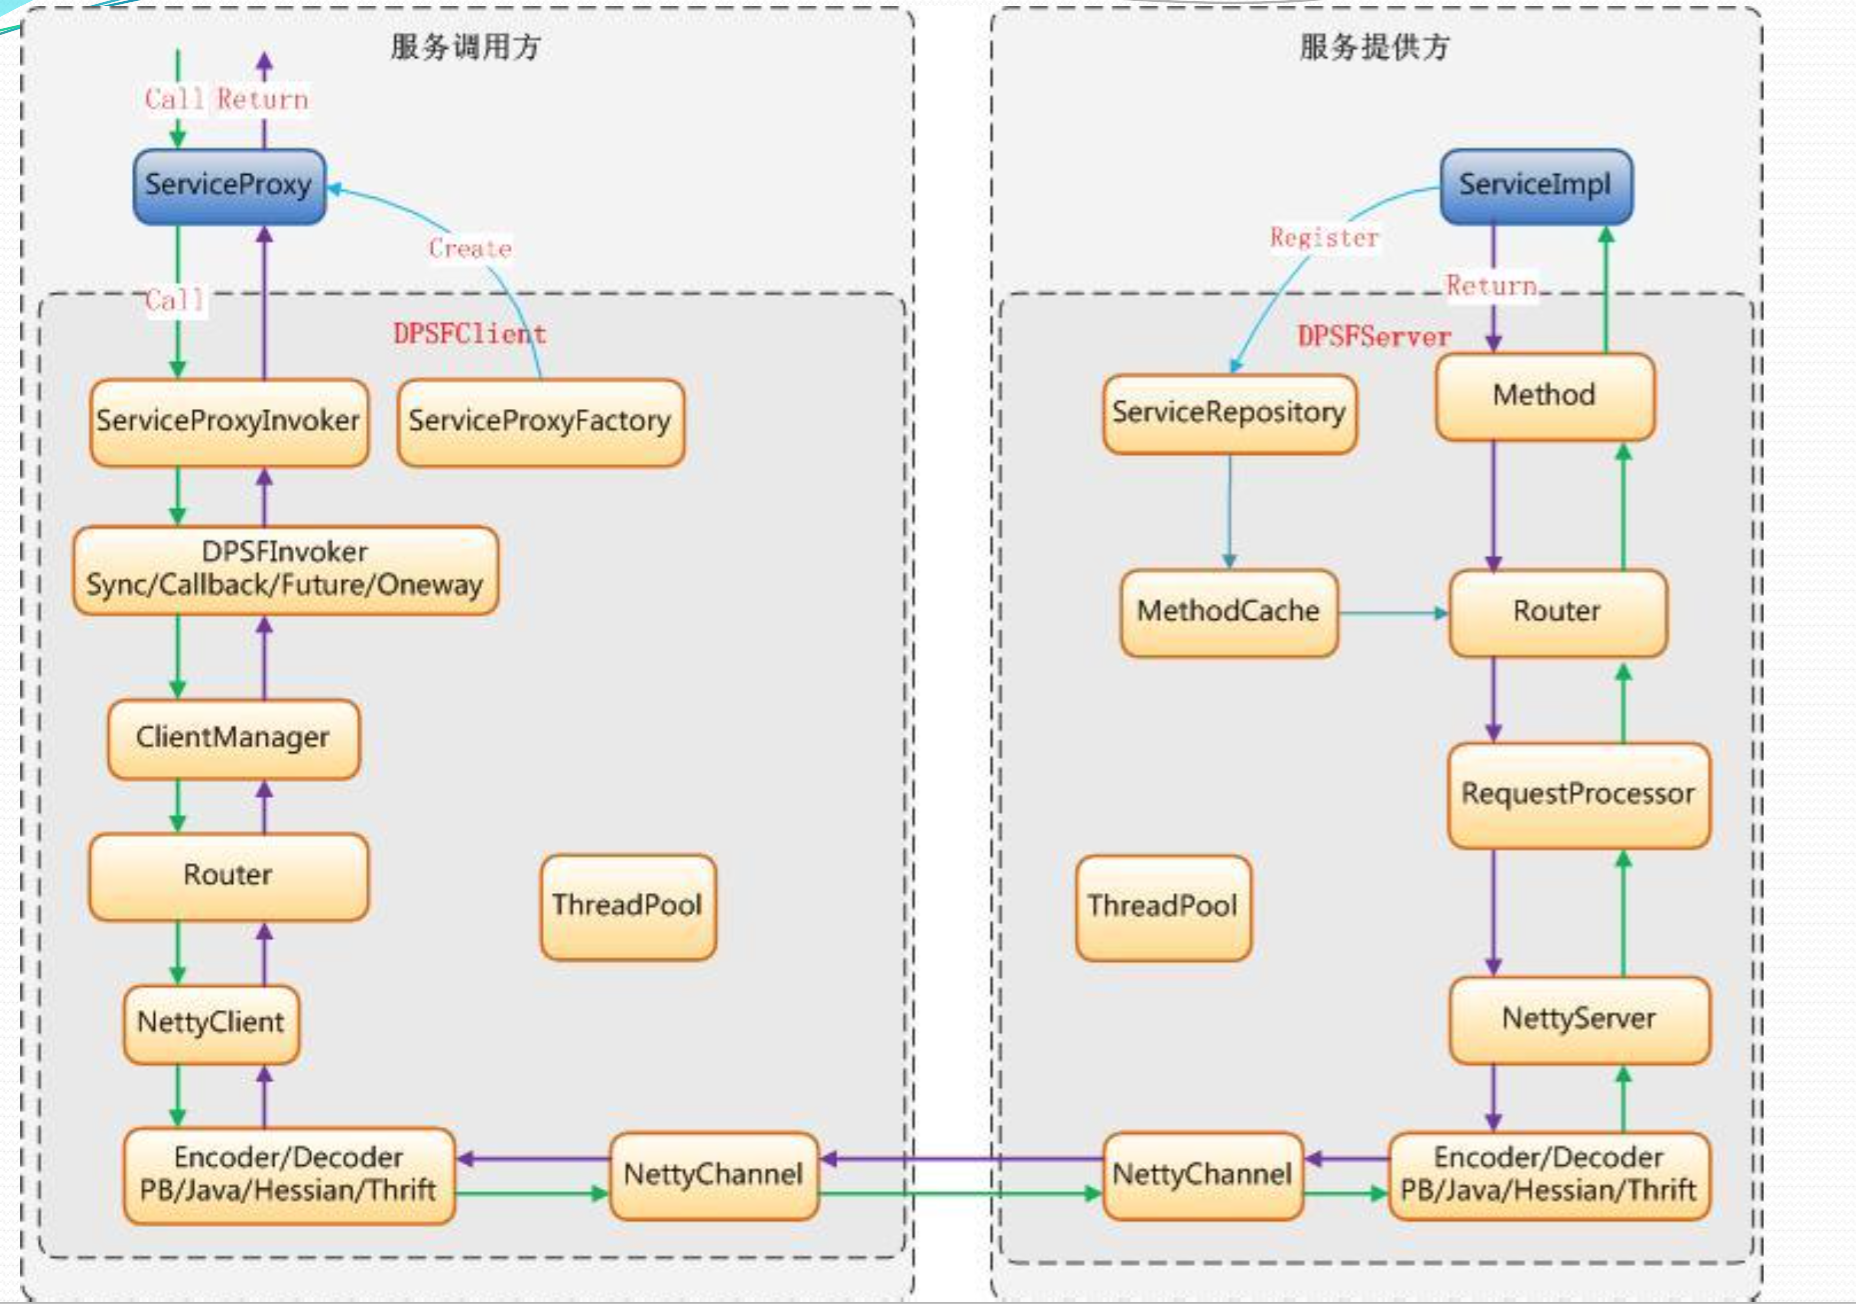 服务调用方
Call
Return
ServiceProxy
Create
Call
DPSFClient
ServiceProxyInvoker
ServiceProxyFactory
DPSFInvoker
Sync/Callback/Future/Oneway
ClientManager
Router
ThreadPool
NettyClient
Encoder/Decoder
PB/Java/Hessian/Thrift
NettyChannel
服务提供方
ServiceImpl
Register
Return
DPSFServer
Method
ServiceRepository
MethodCache
Router
RequestProcessor
ThreadPool
NettyServer
NettyChannel
Encoder/Decoder
PB/Java/Hessian/Thrift